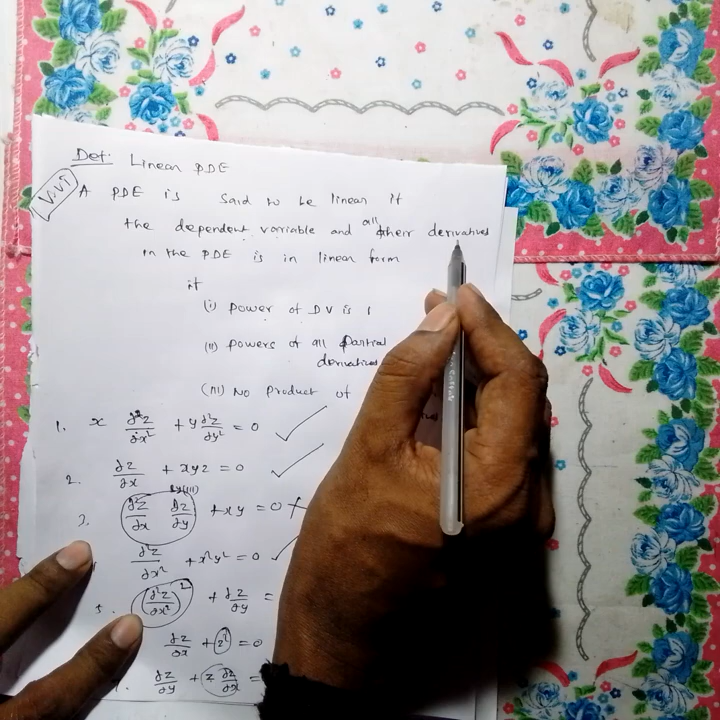 Def: Linear PDE
V.V.I
A PDE is said to be linear if
the dependent variable and all therr derivatives
in the PDE is in linear form
if
(i) Power of DV is 1
(ii) Powers of all partial
derivatives
(iii) No product of
1. x ∂²z/∂x² + y ∂²z/∂y² = 0 ✓
2. ∂z/∂x + xyz = 0 ✓
by (iii)
3. ∂z/∂x ∂z/∂y + xy = 0 ✗
∂²z/∂x² + x²y² = 0 ✓
5. (∂²z/∂x²)² + ∂z/∂y =
∂z/∂x + z² = 0
∂z/∂y + z ∂z/∂x =